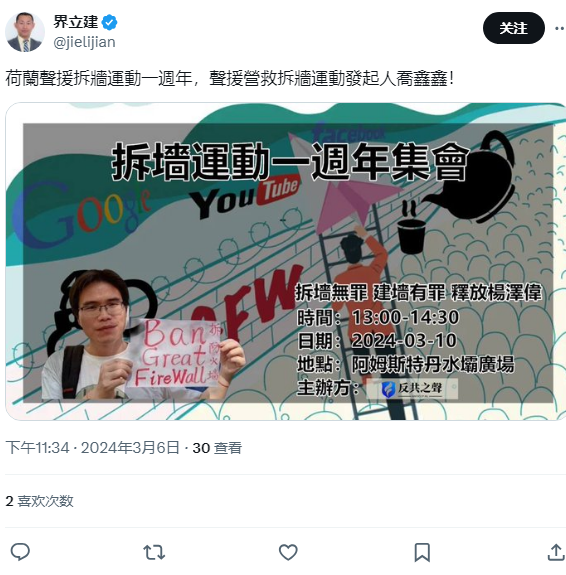 界立建
@jielijian
关注
荷蘭聲援拆牆運動一週年，聲援營救拆牆運動發起人喬鑫鑫！
facebook
拆墙運動一週年集會
Google
YouTube
GFW
拆墙無罪 建墙有罪 釋放楊澤偉
時間：13:00-14:30
日期：2024-03-10
地點：阿姆斯特丹水壩廣場
主辦方：反共之聲
Ban
Great
FireWall
拆
火
下午11:34 · 2024年3月6日 · 30 查看
2 喜欢次数